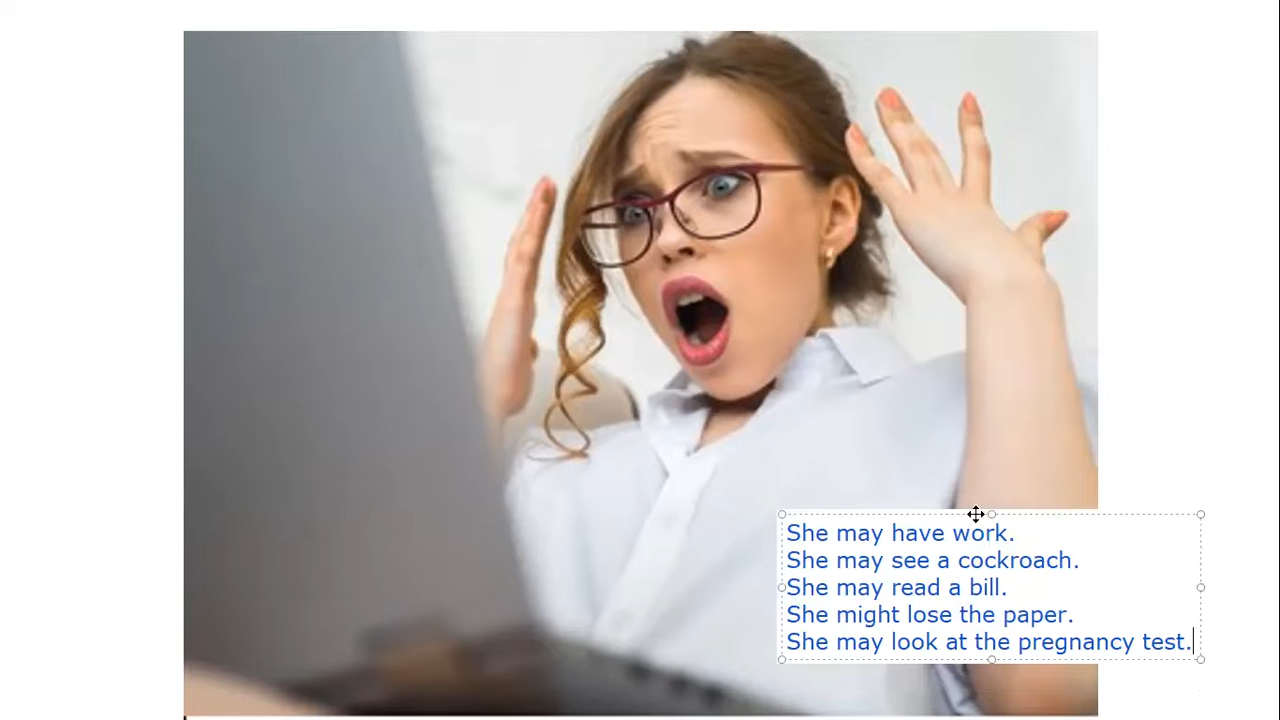 She may have work.
She may see a cockroach.
She may read a bill.
She might lose the paper.
She may look at the pregnancy test.